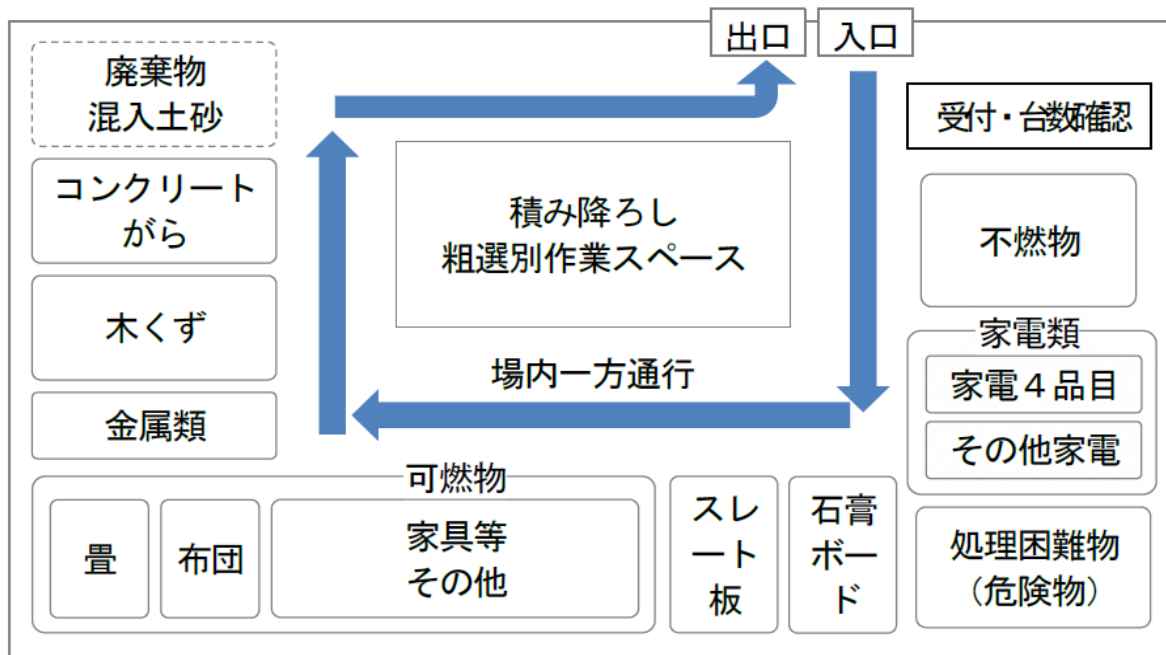 出口
入口
廃棄物
混入土砂
受付・台数確認
コンクリート
がら
積み降ろし
粗選別作業スペース
不燃物
木くず
家電類
場内一方通行
家電４品目
金属類
その他家電
可燃物
畳
布団
家具等
その他
スレ
ート
板
石膏
ボー
ド
処理困難物
（危険物）